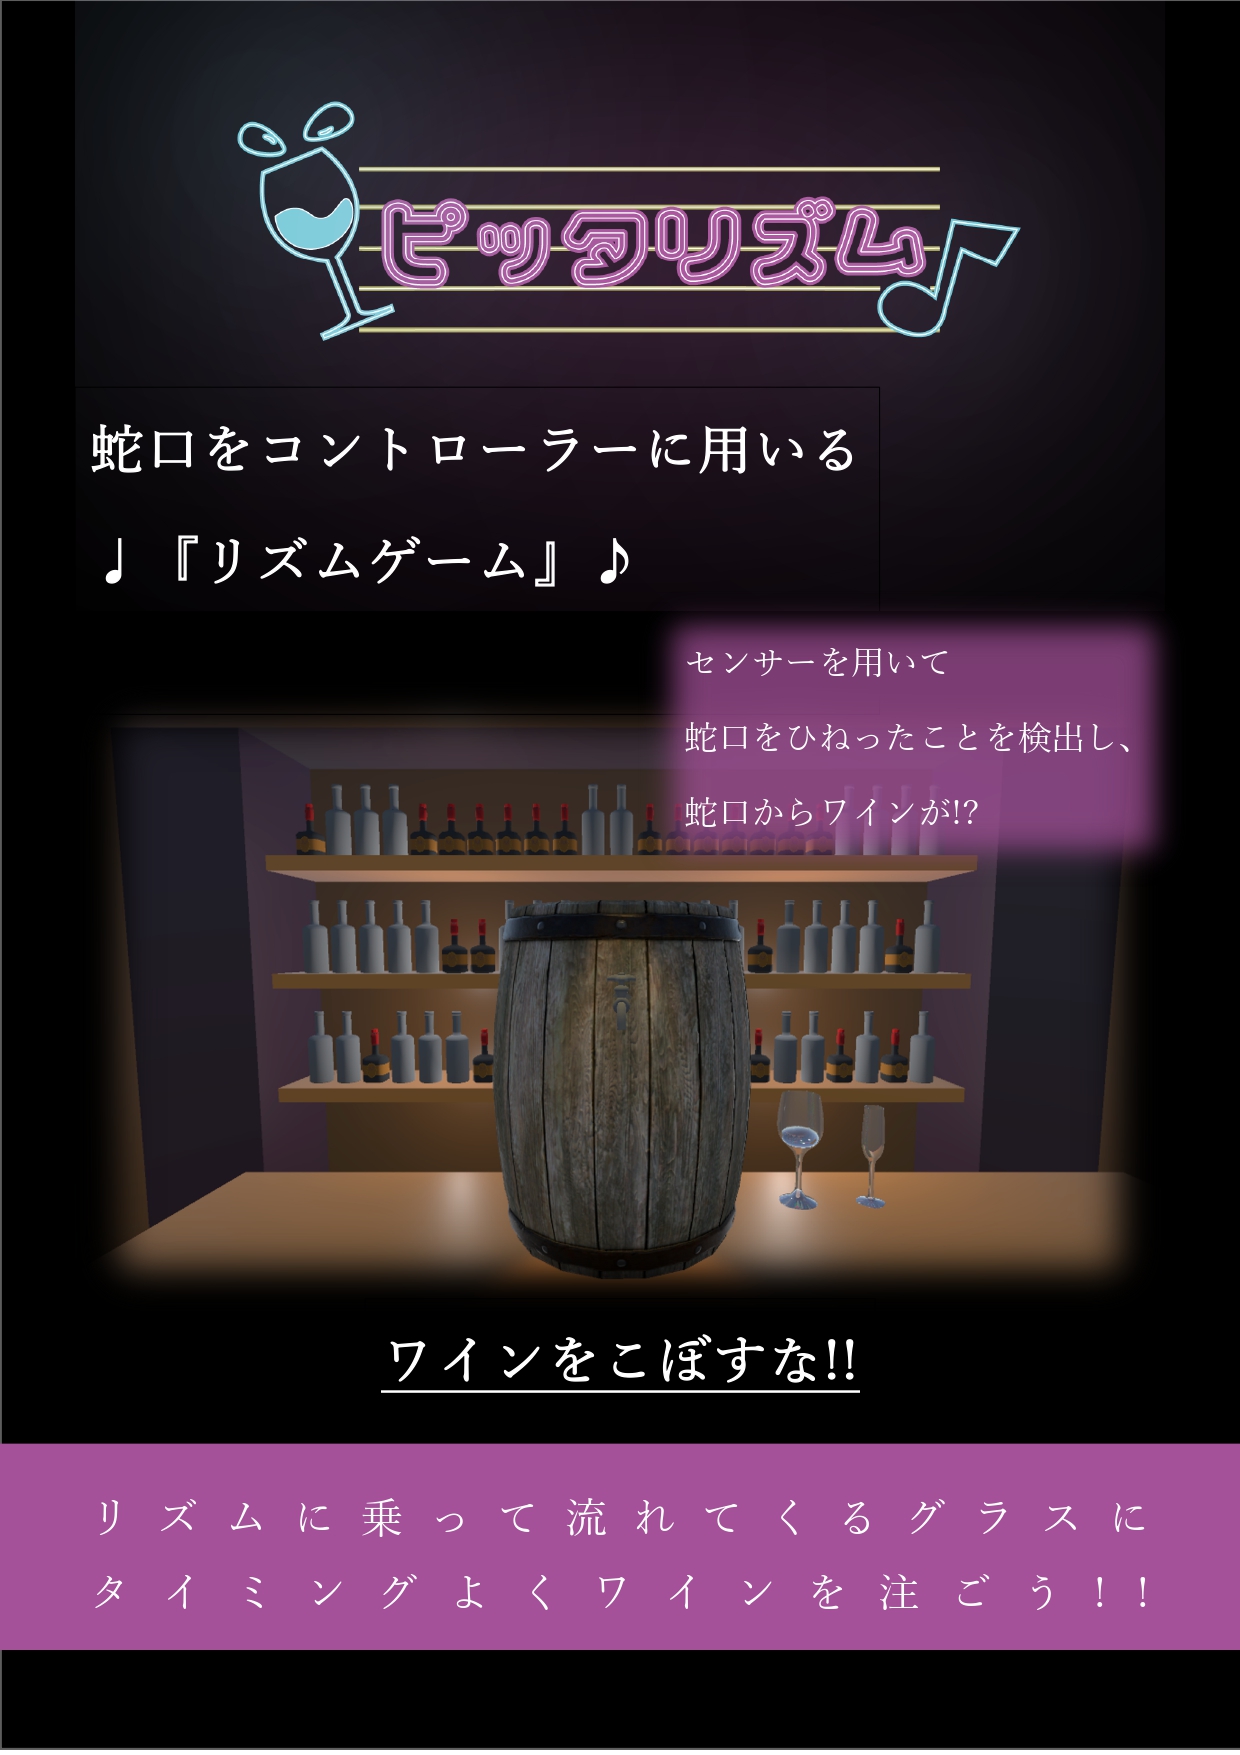 ピッタリズム
蛇口をコントローラーに用いる
♩『リズムゲーム』♪
センサーを用いて
蛇口をひねったことを検出し、
蛇口からワインが!?
ワインをこぼすな!!
リズムに乗って流れてくるグラスに
タイミングよくワインを注ごう!!